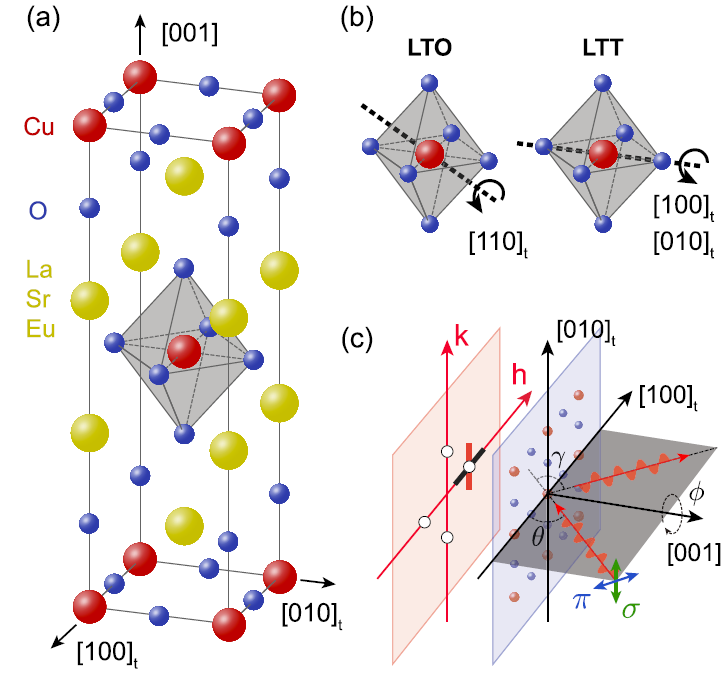 (a)
[001]
Cu
O
La
Sr
Eu
[010]t
[100]t
(b)
LTO
LTT
[110]t
[100]t
[010]t
(c)
k
h
[010]t
[100]t
γ
ϕ
θ
[001]
π
σ